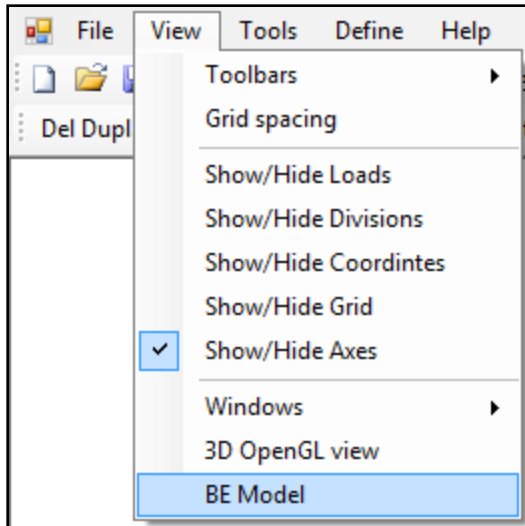 File View Tools Define Help
Toolbars
Grid spacing
Del Dupl
Show/Hide Loads
Show/Hide Divisions
Show/Hide Coordintes
Show/Hide Grid
Show/Hide Axes
Windows
3D OpenGL view
BE Model